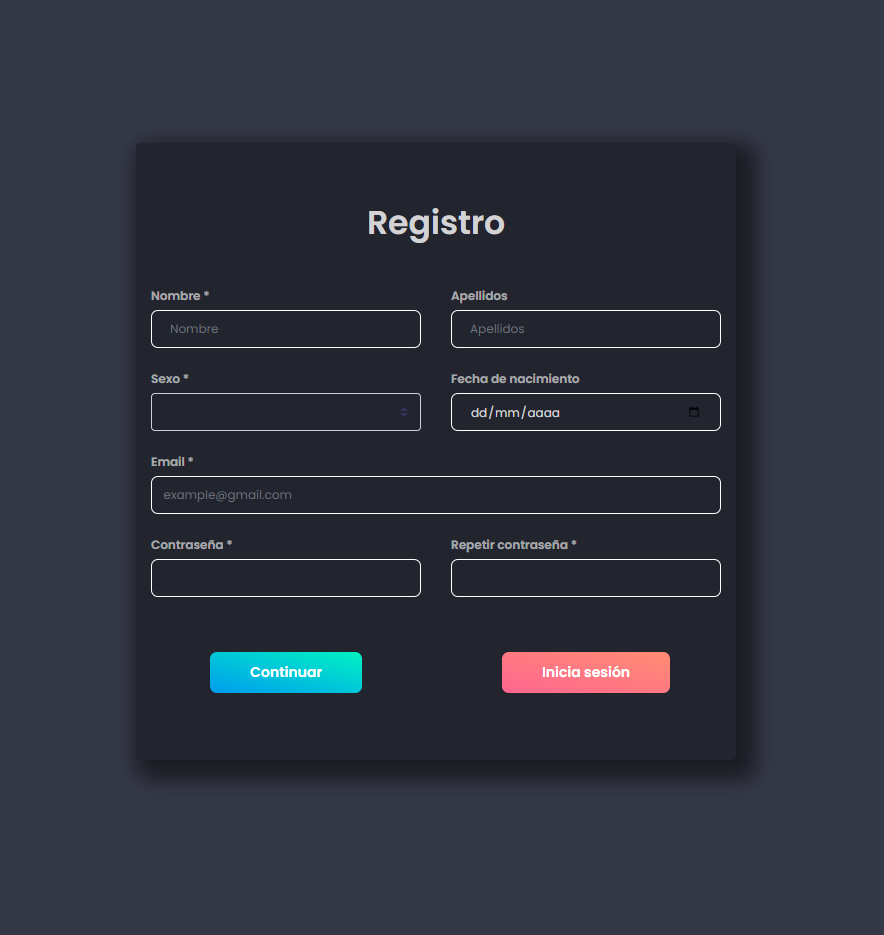 Registro
Nombre * Apellidos
Nombre Apellidos
Sexo * Fecha de nacimiento
dd/mm/aaaa
Email *
example@gmail.com
Contraseña * Repetir contraseña *
Continuar Inicia sesión